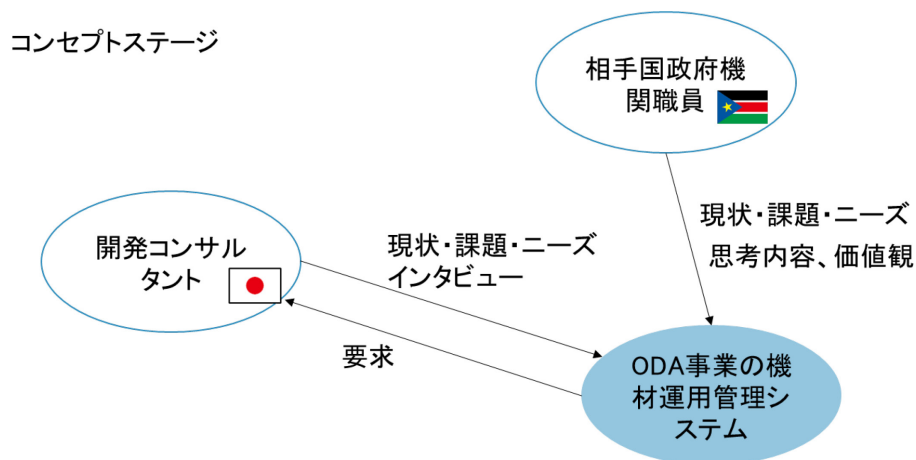 コンセプトステージ
相手国政府機
関職員
現状・課題・ニーズ
思考内容、価値観
開発コンサル
タント
現状・課題・ニーズ
インタビュー
要求
ODA事業の機
材運用管理シ
ステム